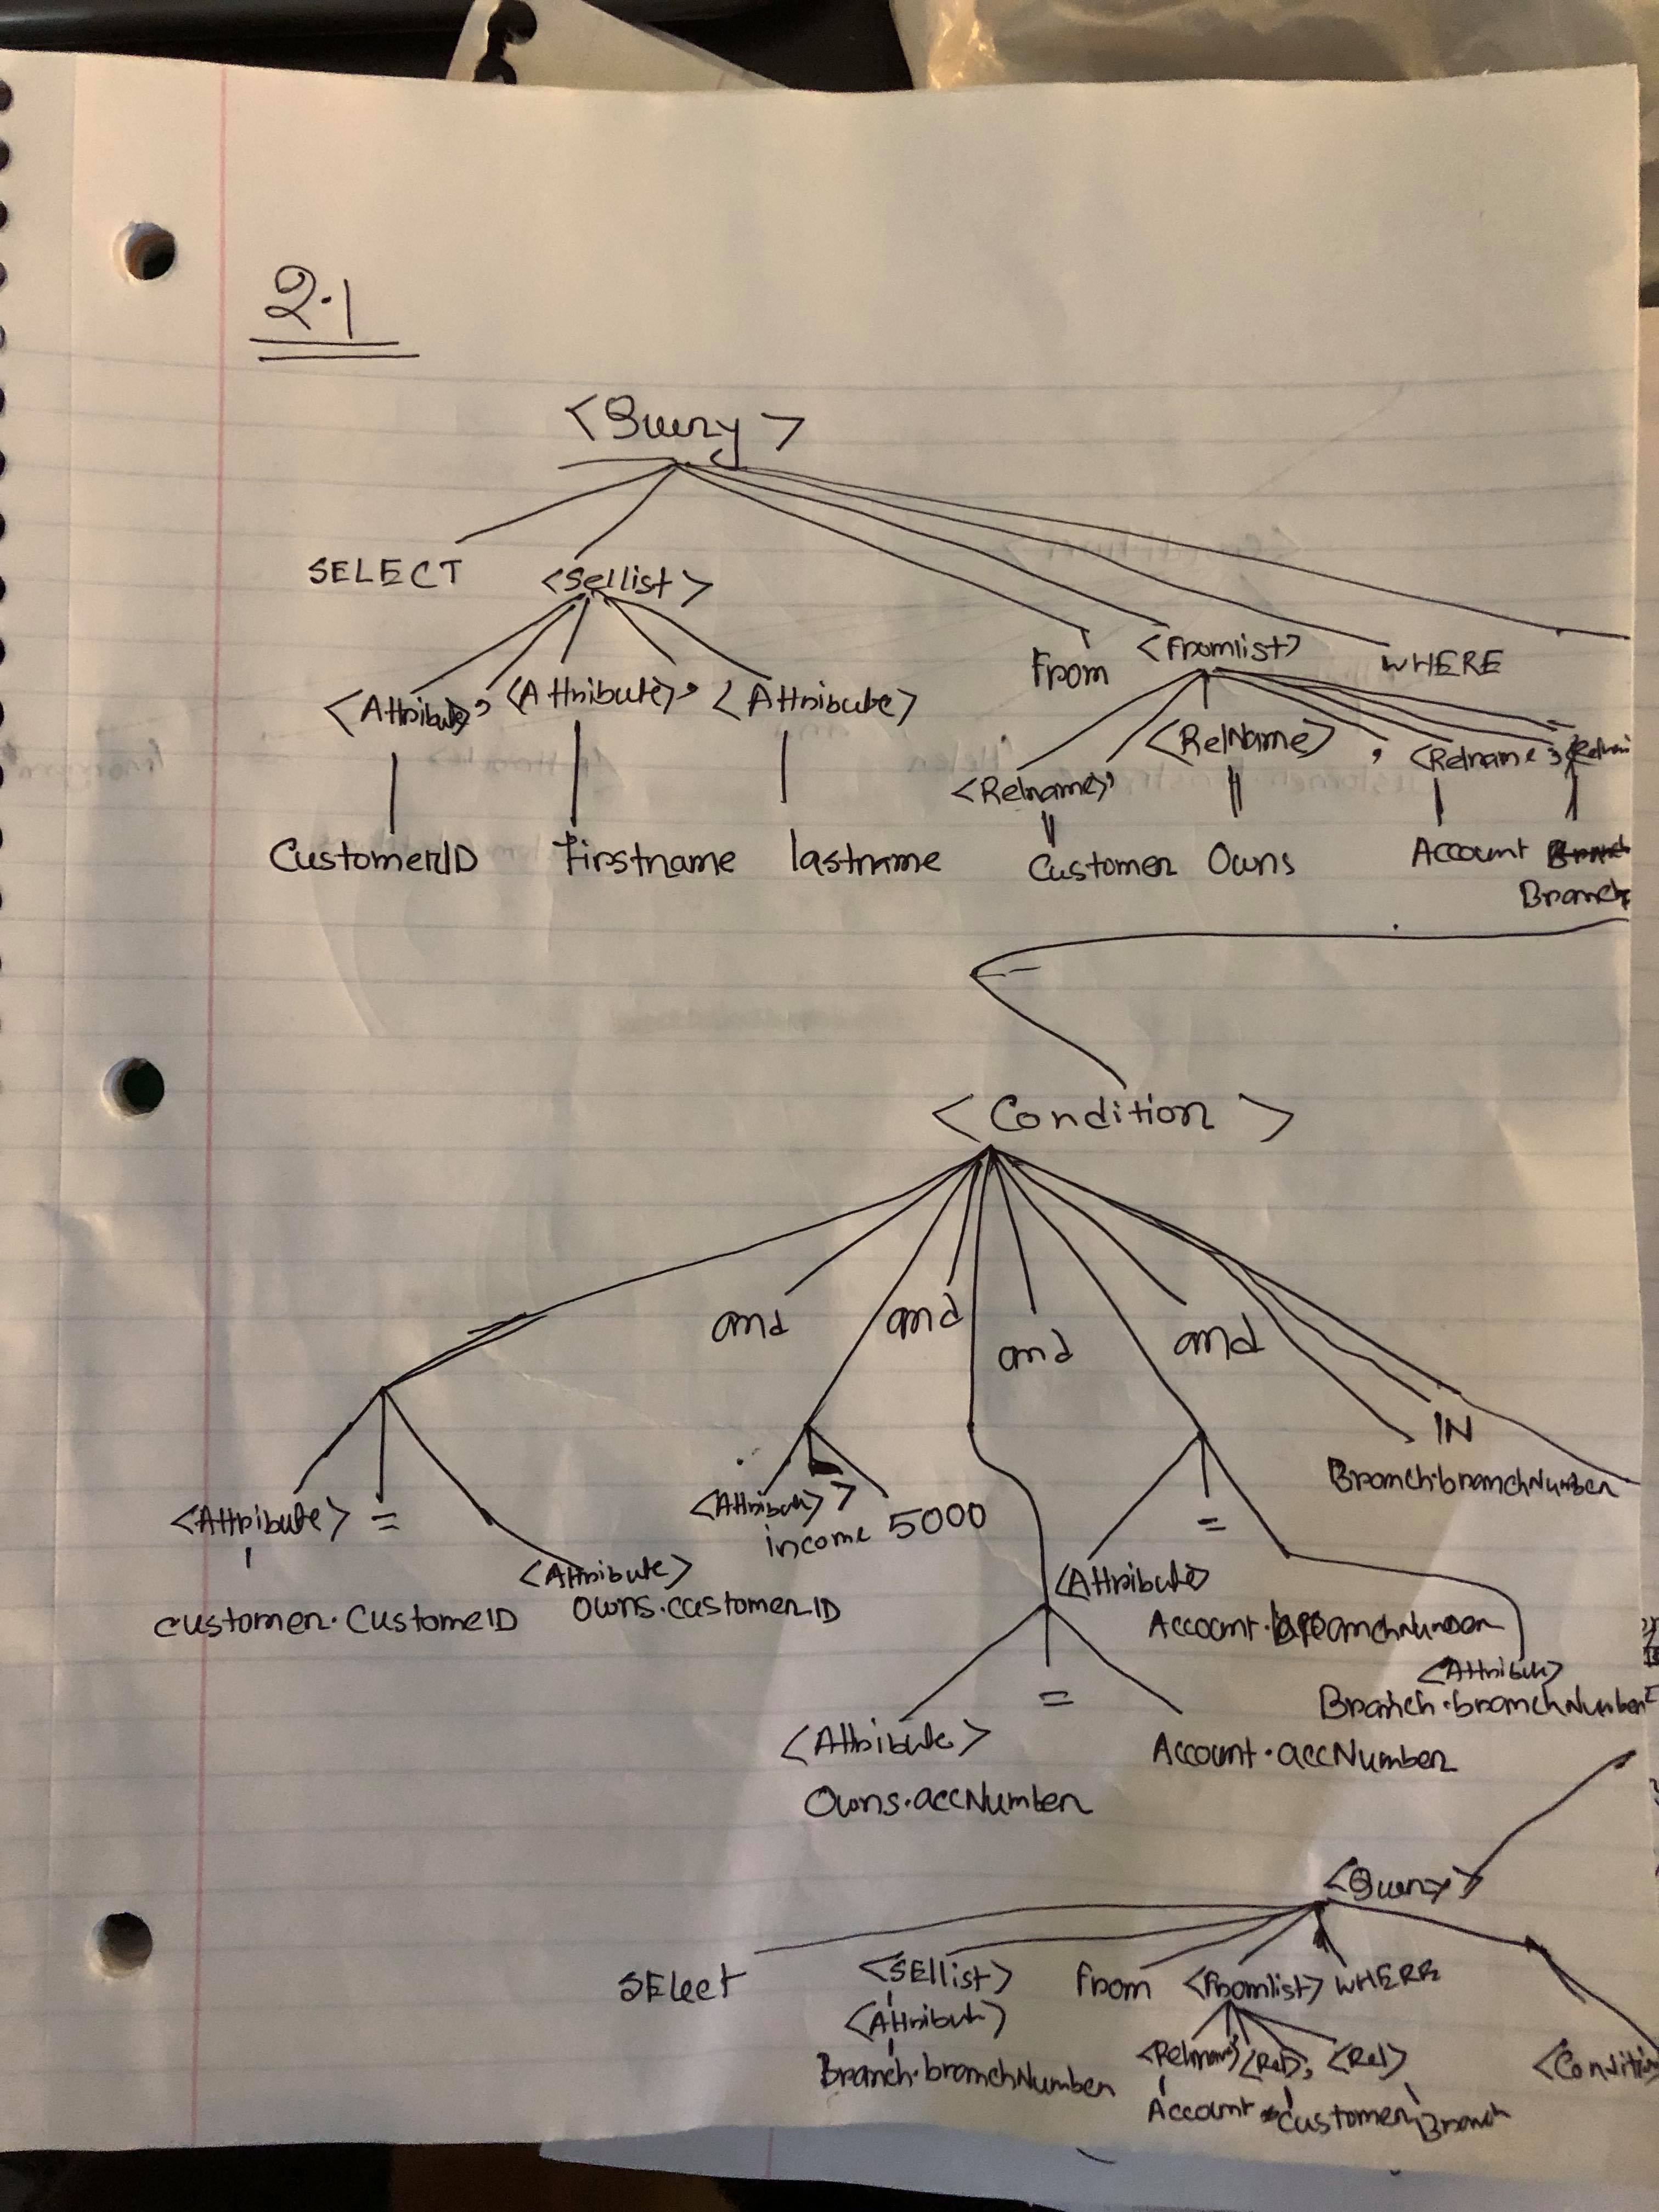 2.1
<Query>
SELECT <Sellist> From <Fromlist> WHERE
<Attribute>, <Attribute>, <Attribute> <Relname>, <RelName> , <Relname>,
CustomerID Firstname lastname Customer Owns Account
Branch
<Condition>
and and and and
IN
Branch.branchNumber
<Attribute> = <Attribute> > 5000 =
income
<Attribute> <Attribute>
customer.CustomeID Owns.customerID Account.branchNumber
<Attribute>
= Branch.branchNumber
<Attribute> Account.accNumber
Owns.accNumber
<Query>
SElect <SEllist> From <Fromlist> WHERE
<Attribute>
<Relname>, <Rel>, <Rel> <Conditi
Branch.branchNumber Account customer Branch